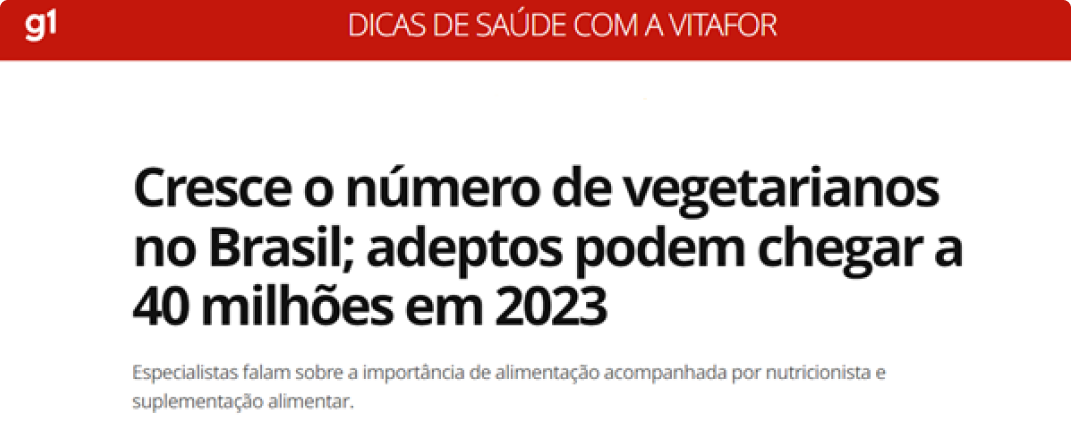 g1
DICAS DE SAÚDE COM A VITAFOR
Cresce o número de vegetarianos
no Brasil; adeptos podem chegar a
40 milhões em 2023
Especialistas falam sobre a importância de alimentação acompanhada por nutricionista e
suplementação alimentar.